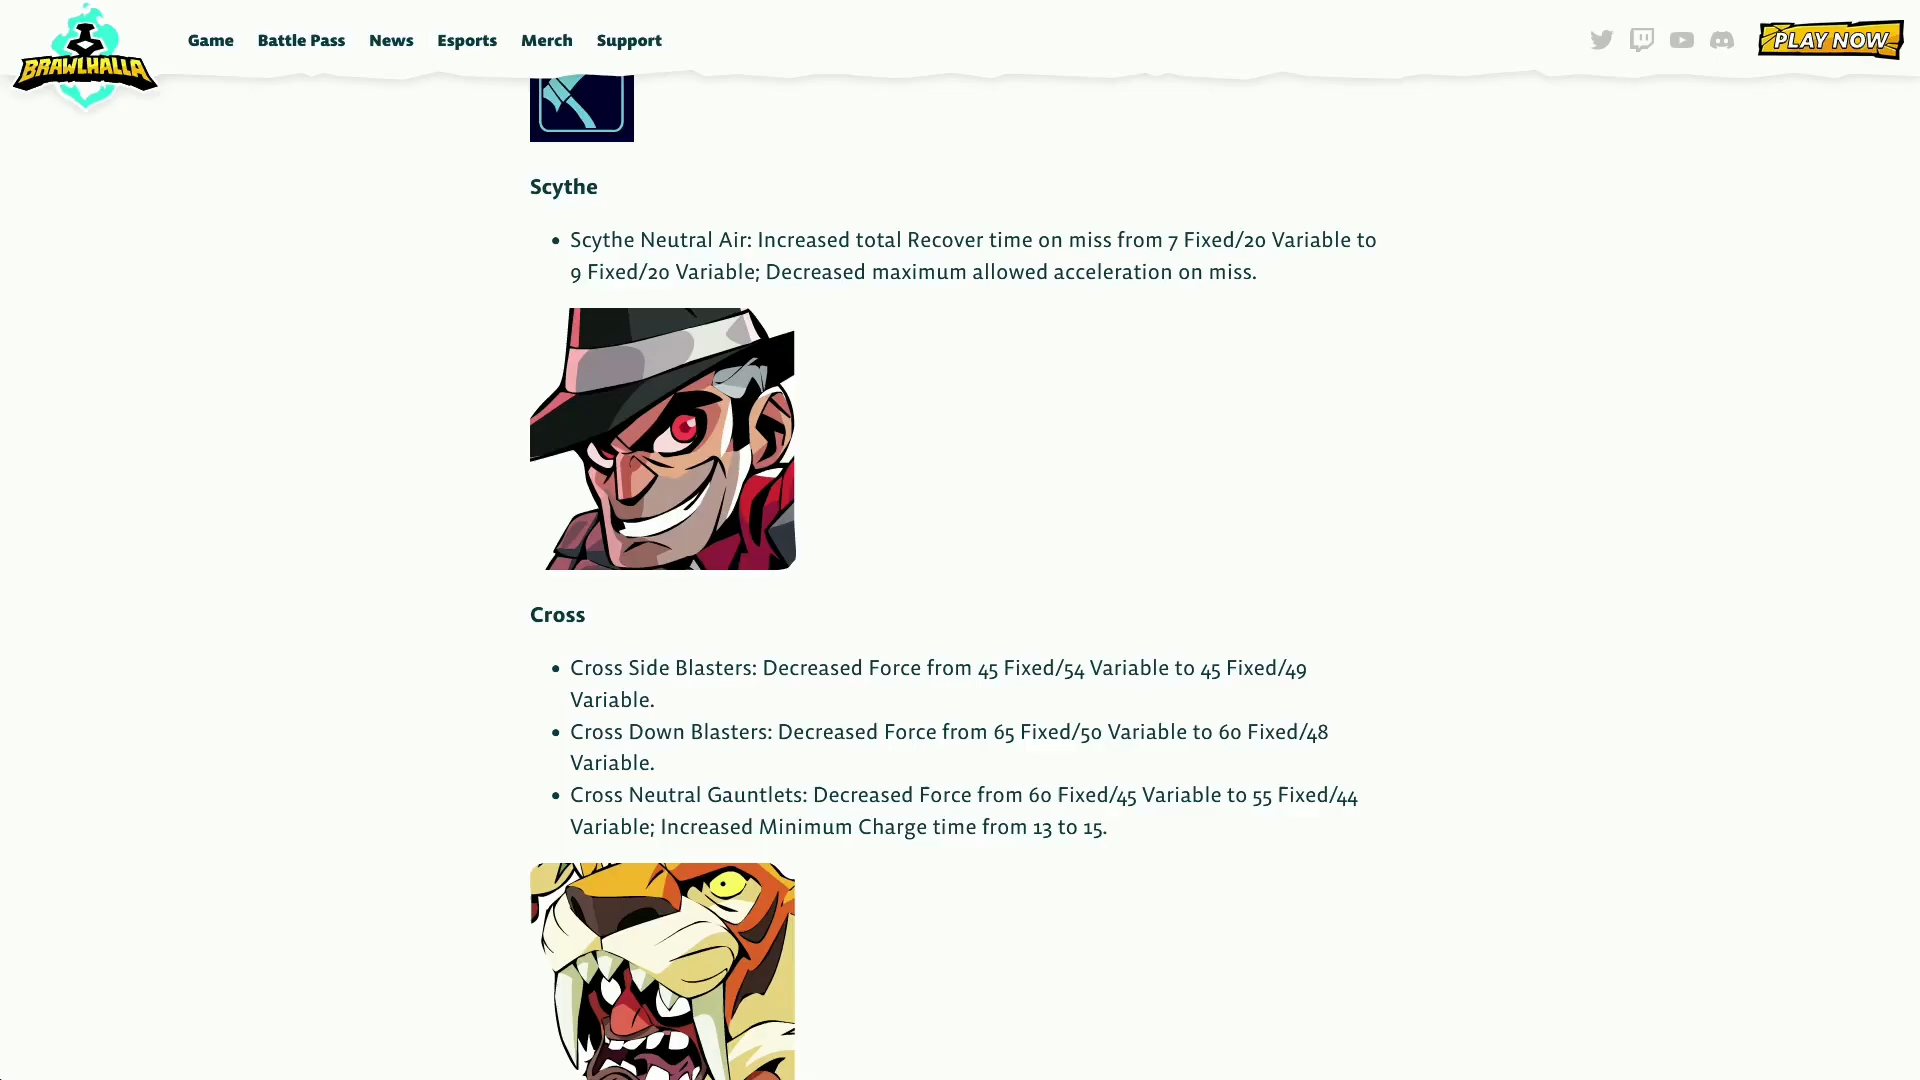 BRAWLHALLA
Game
Battle Pass
News
Esports
Merch
Support
PLAY NOW
Scythe
• Scythe Neutral Air: Increased total Recover time on miss from 7 Fixed/20 Variable to
9 Fixed/20 Variable; Decreased maximum allowed acceleration on miss.
Cross
• Cross Side Blasters: Decreased Force from 45 Fixed/54 Variable to 45 Fixed/49
Variable.
• Cross Down Blasters: Decreased Force from 65 Fixed/50 Variable to 60 Fixed/48
Variable.
• Cross Neutral Gauntlets: Decreased Force from 60 Fixed/45 Variable to 55 Fixed/44
Variable; Increased Minimum Charge time from 13 to 15.